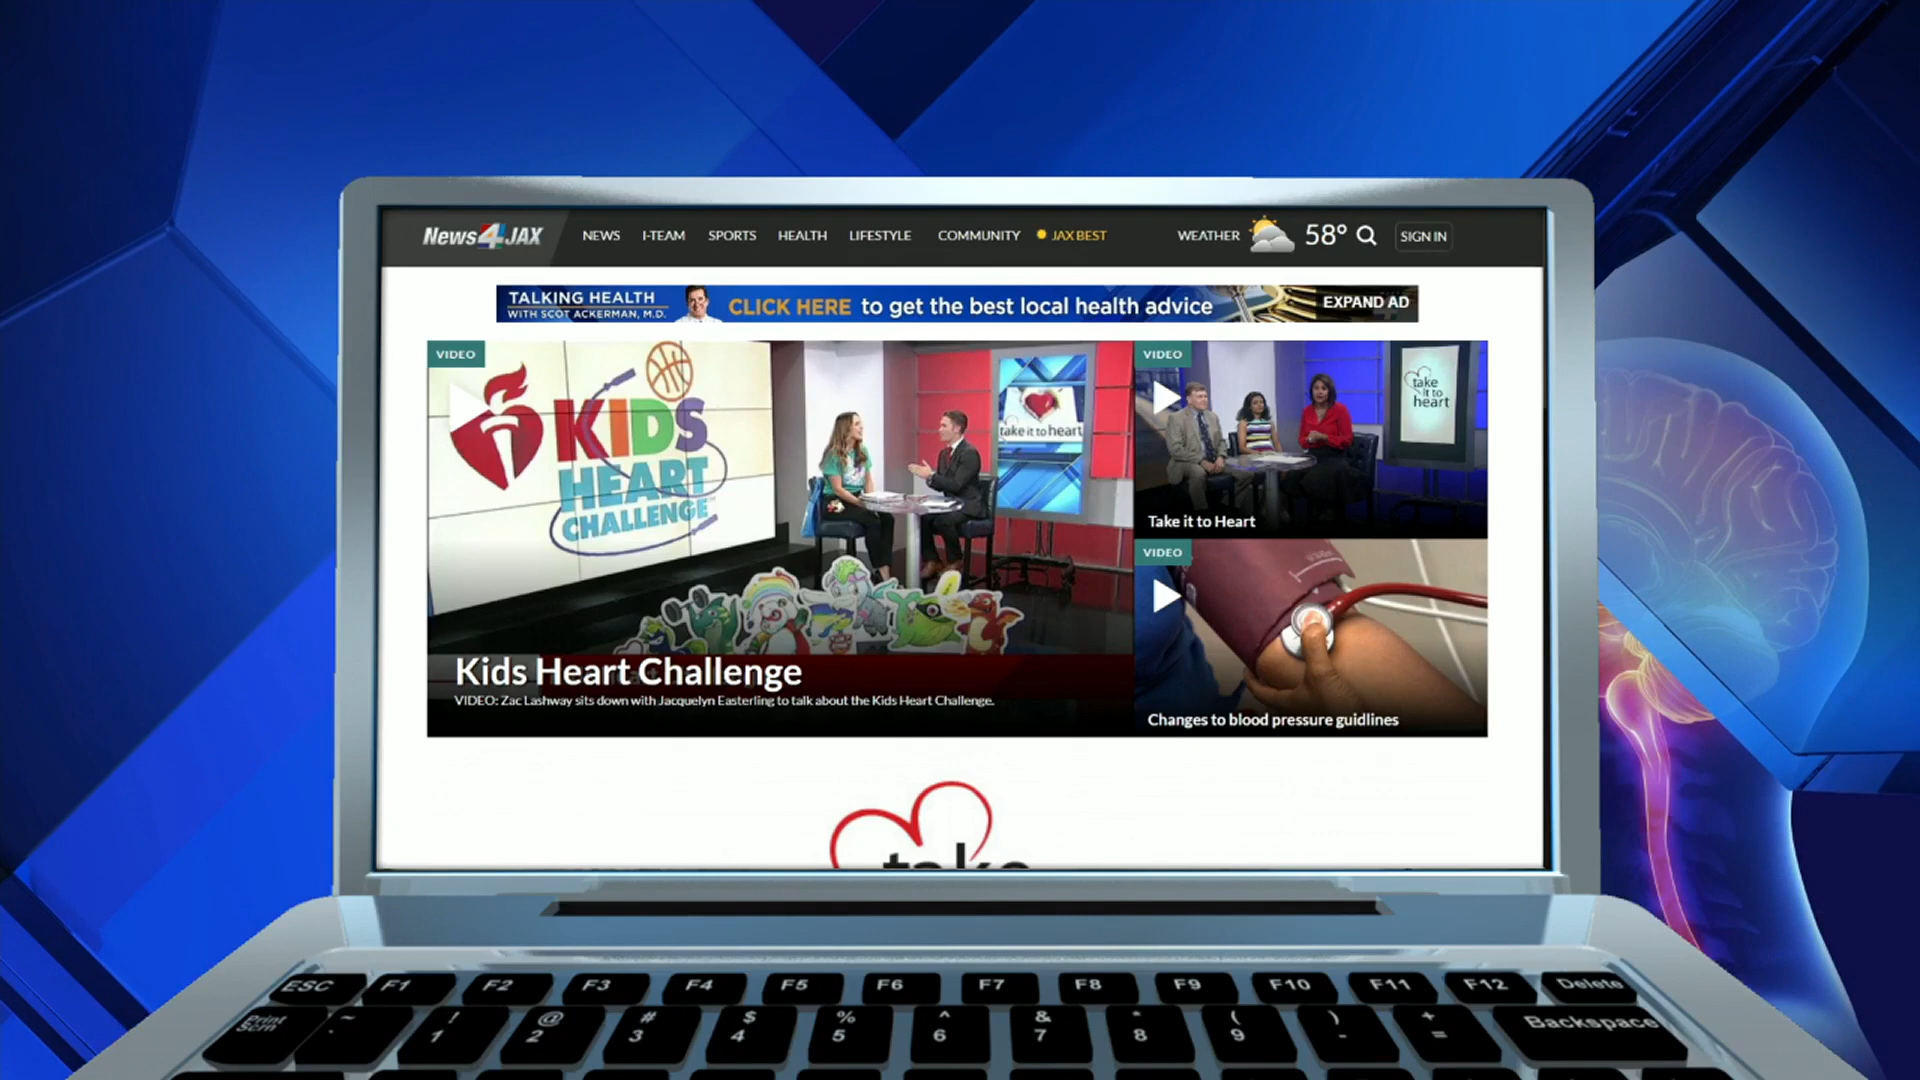 News4JAX
NEWS I-TEAM SPORTS HEALTH LIFESTYLE COMMUNITY JAX BEST WEATHER 58° SIGN IN
TALKING HEALTH
WITH SCOT ACKERMAN, M.D.
CLICK HERE to get the best local health advice
EXPAND AD
VIDEO
KIDS
HEART
CHALLENGE
take it to heart
Kids Heart Challenge
VIDEO: Zac Lashway sits down with Jacquelyn Easterling to talk about the Kids Heart Challenge.
VIDEO
take
it to
heart
Take it to Heart
VIDEO
Changes to blood pressure guidlines
take
ESC F1 F2 F3 F4 F5 F6 F7 F8 F9 F10 F11 F12 Delete
Print
Scrn
~ ! @ # $ % ^ & * ( ) +
` 1 2 3 4 5 6 7 8 9 - = Backspace